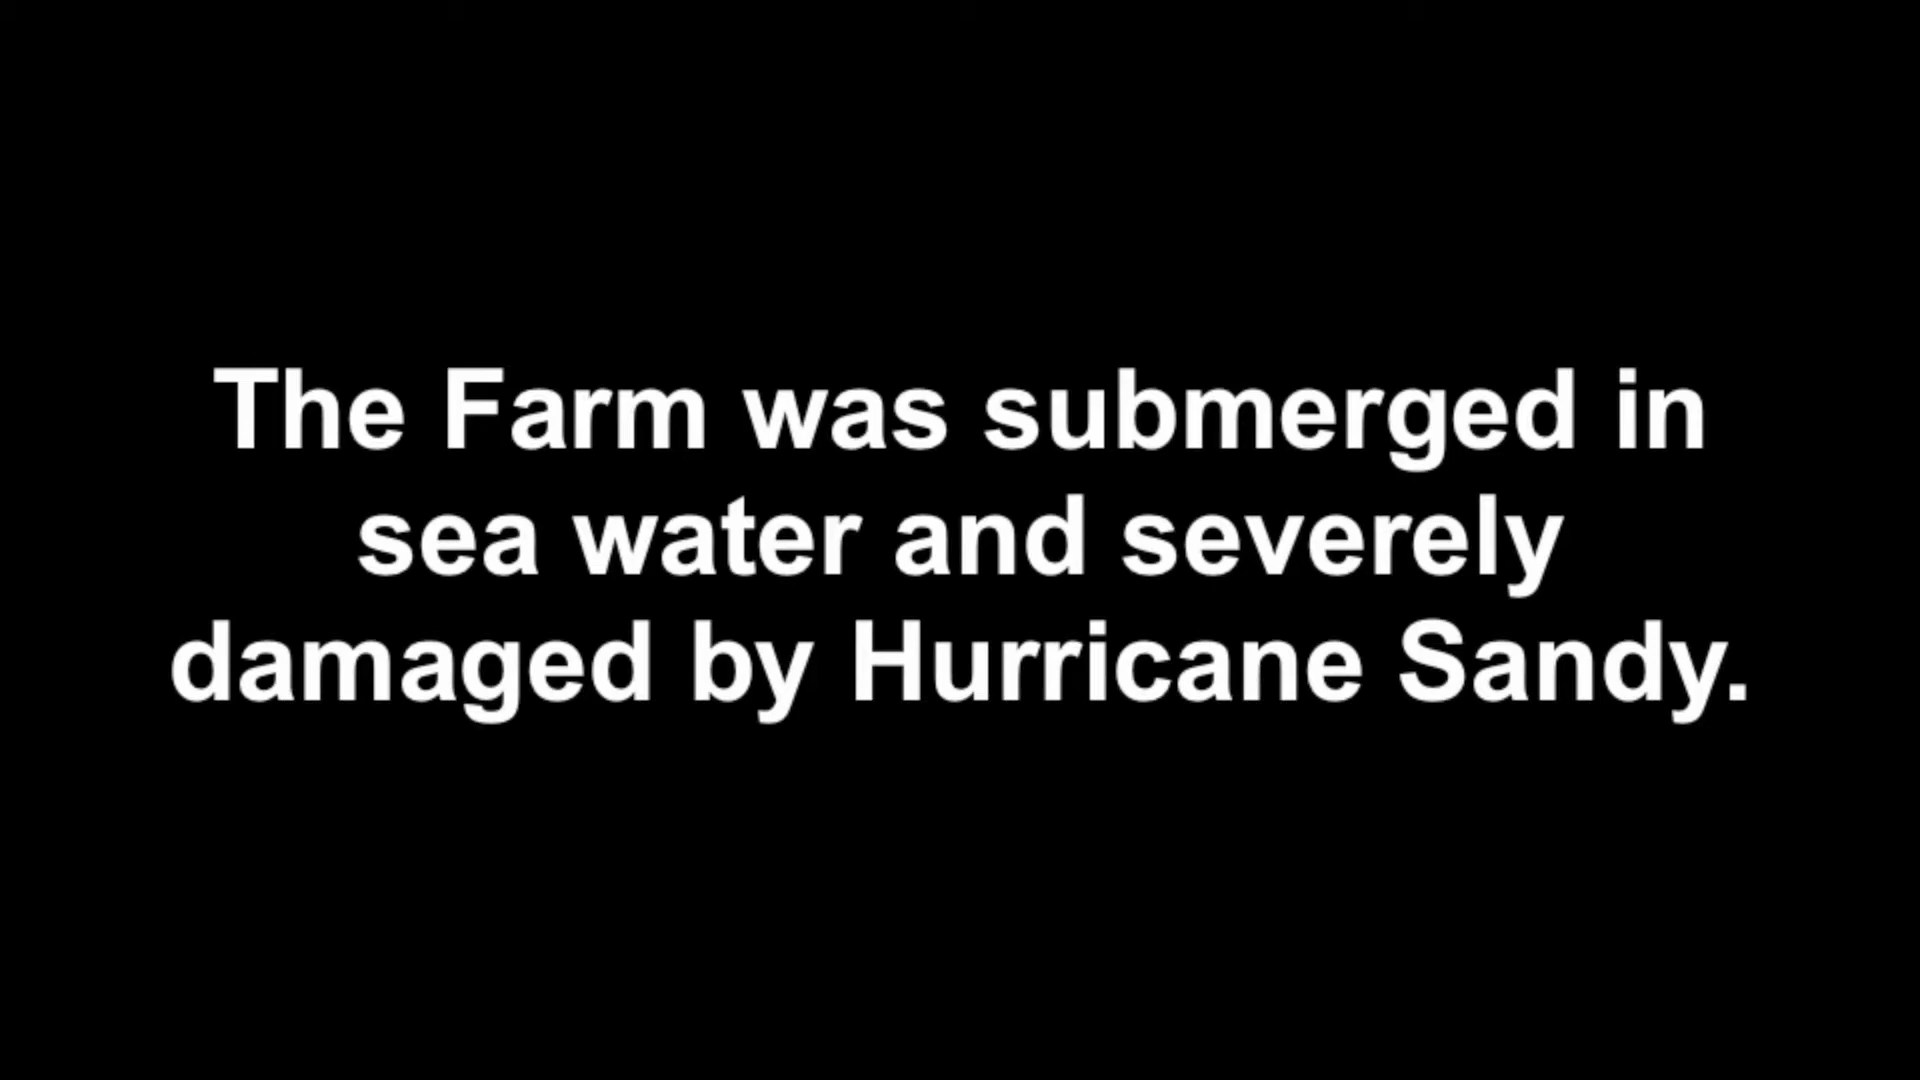 The Farm was submerged in
sea water and severely
damaged by Hurricane Sandy.